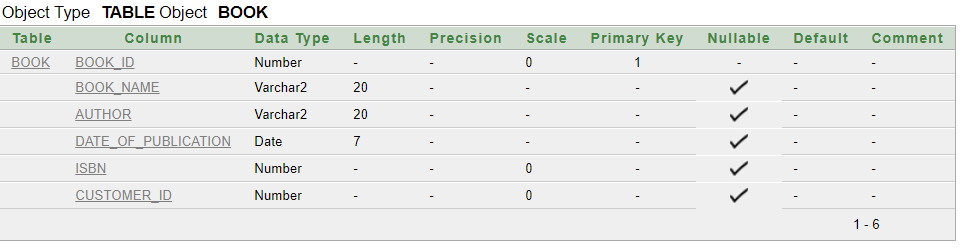 Object Type TABLE Object BOOK
Table Column Data Type Length Precision Scale Primary Key Nullable Default Comment
BOOK BOOK_ID Number - - 0 1 - - -
BOOK_NAME Varchar2 20 - - - ✓ - -
AUTHOR Varchar2 20 - - - ✓ - -
DATE_OF_PUBLICATION Date 7 - - - ✓ - -
ISBN Number - - 0 - ✓ - -
CUSTOMER_ID Number - - 0 - ✓ - -
1 - 6